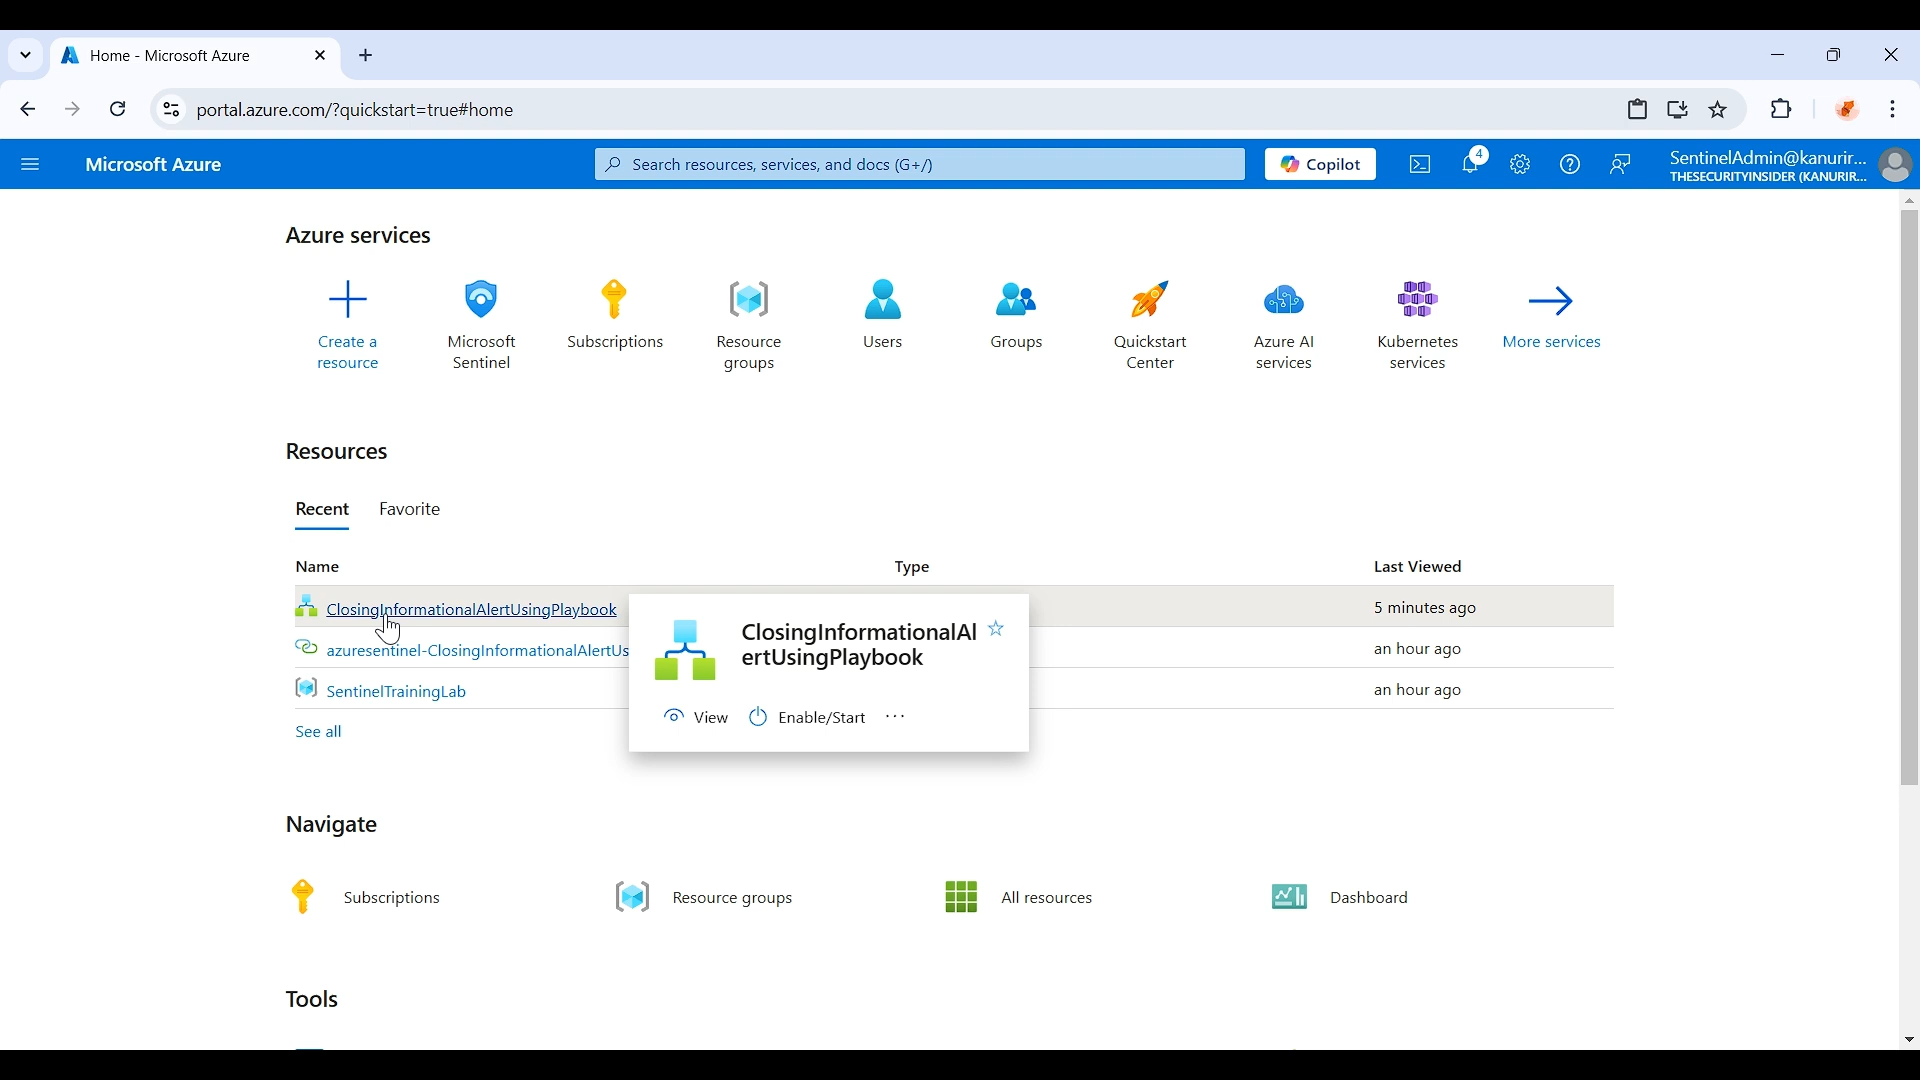 Home - Microsoft Azure
portal.azure.com/?quickstart=true#home
Microsoft Azure
Search resources, services, and docs (G+/)
Copilot
4
SentinelAdmin@kanurir...
THESECURITYINSIDER (KANURIR...
Azure services
Create a
resource
Microsoft
Sentinel
Subscriptions
Resource
groups
Users
Groups
Quickstart
Center
Azure AI
services
Kubernetes
services
More services
Resources
Recent
Favorite
Name
Type
Last Viewed
ClosingInformationalAlertUsingPlaybook
5 minutes ago
azuresentinel-ClosingInformationalAlertUs
an hour ago
SentinelTrainingLab
an hour ago
See all
ClosingInformationalAl
ertUsingPlaybook
View
Enable/Start
...
Navigate
Subscriptions
Resource groups
All resources
Dashboard
Tools